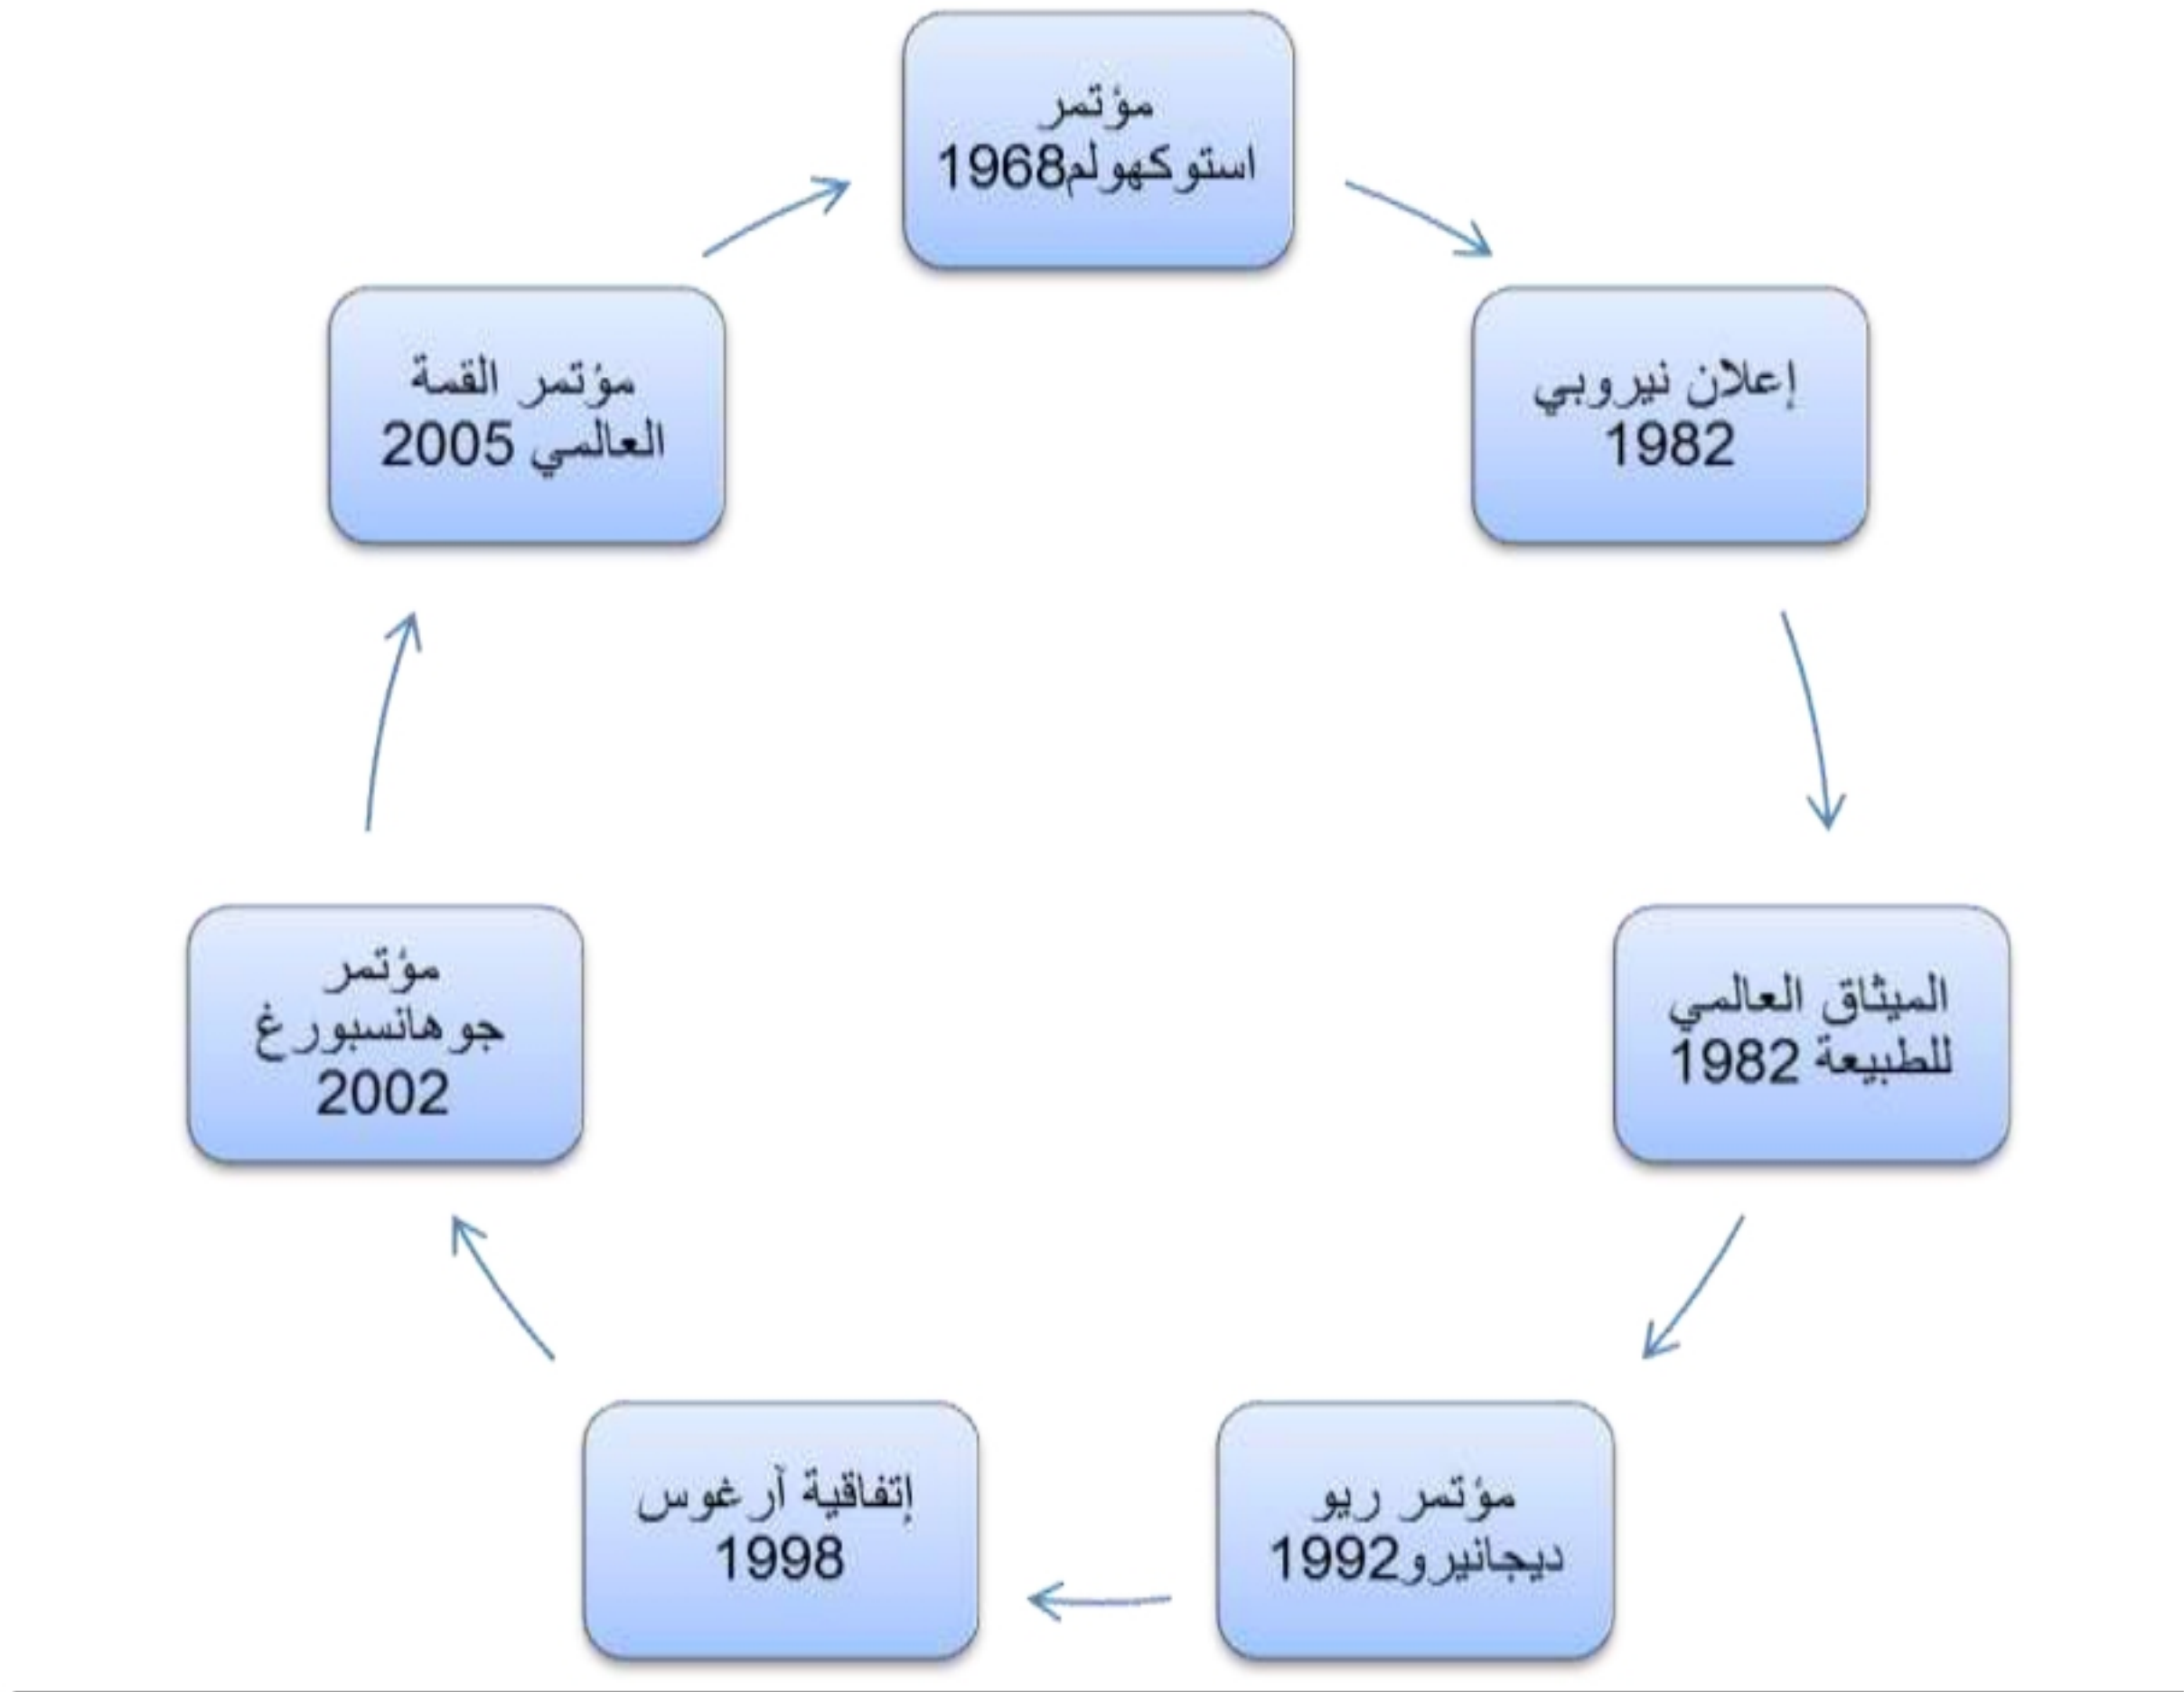 مؤتمر
استوكهولم1968
إعلان نيروبي
1982
الميثاق العالمي
للطبيعة 1982
مؤتمر ريو
ديجانيرو1992
إتفاقية آرغوس
1998
مؤتمر
جوهانسبورغ
2002
مؤتمر القمة
العالمي 2005